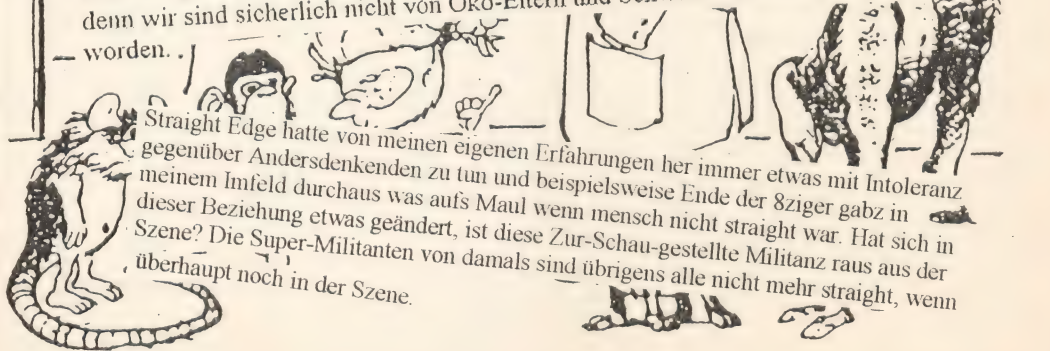 denn wir sind sicherlich nicht von Öko-Eltern und
worden. .
Straight Edge hatte von meinen eigenen Erfahrungen her immer etwas mit Intoleranz
gegenüber Andersdenkenden zu tun und beispielsweise Ende der 8ziger gabz in
meinem Imfeld durchaus was aufs Maul wenn mensch nicht straight war. Hat sich in
dieser Beziehung etwas geändert, ist diese Zur-Schau-gestellte Militanz raus aus der
Szene? Die Super-Militanten von damals sind übrigens alle nicht mehr straight, wenn
überhaupt noch in der Szene.